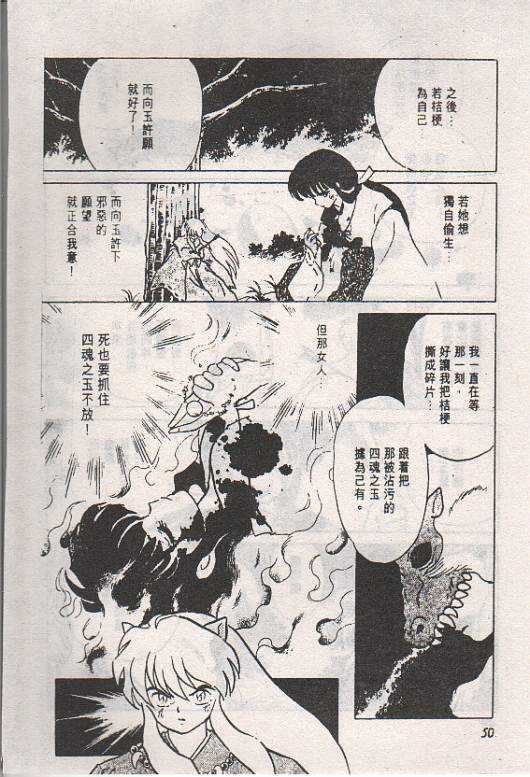 之後…
若桔梗
為自己
而向玉許願
就好了！
若她想
獨自偷生…
而向玉許下
邪惡的
願望
就正合我意！
我一直在等
那一刻。
好讓我把桔梗
撕成碎片…
跟着把
那被沾污的
四魂之玉
據為己有。
但那女人…
死也要抓住
四魂之玉不放！
50